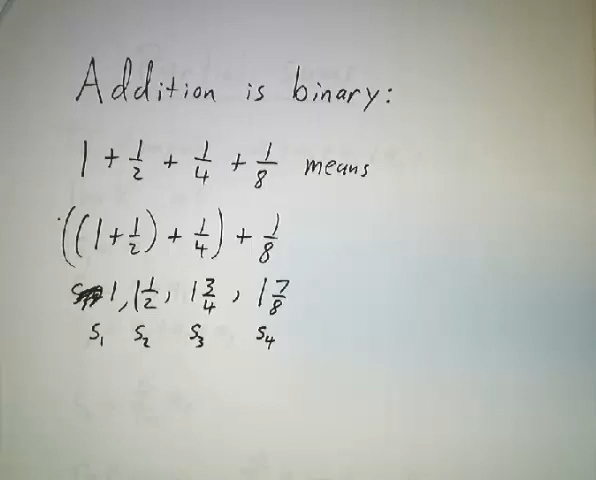 Addition is binary:
1 + 1/2 + 1/4 + 1/8 means
((1 + 1/2) + 1/4) + 1/8
1, 1 1/2, 1 3/4, 1 7/8
S₁ S₂ S₃ S₄